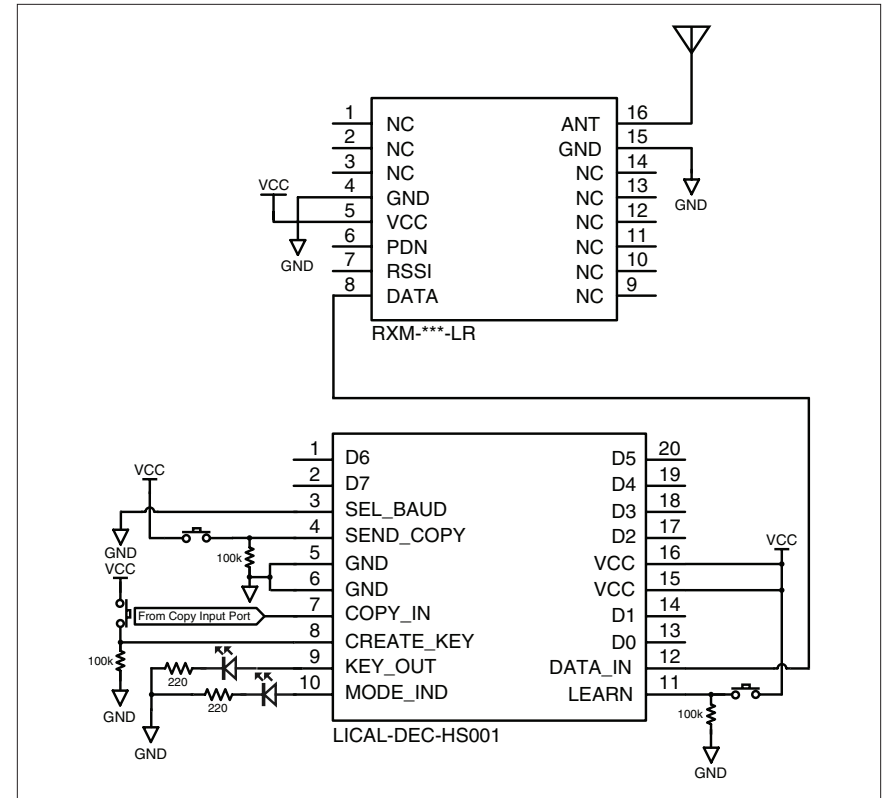 1 NC ANT 16
2 NC GND 15
3 NC NC 14
4 GND NC 13
5 VCC NC 12
6 PDN NC 11
7 RSSI NC 10
8 DATA NC 9
VCC
GND
GND
RXM-***-LR
1 D6 D5 20
2 D7 D4 19
3 SEL_BAUD D3 18
4 SEND_COPY D2 17
5 GND VCC 16
6 GND VCC 15
7 COPY_IN D1 14
8 CREATE_KEY D0 13
9 KEY_OUT DATA_IN 12
10 MODE_IND LEARN 11
VCC
GND
100k
VCC
From Copy Input Port
100k
GND
220
220
GND
VCC
100k
GND
LICAL-DEC-HS001